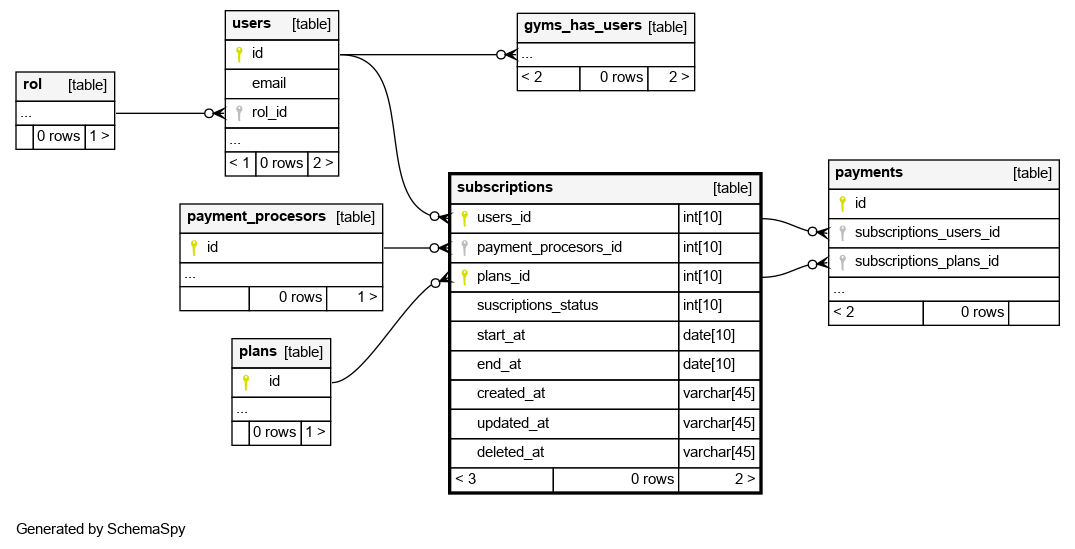 users [table]
id
email
rol_id
...
< 1 0 rows 2 >
gyms_has_users [table]
...
< 2 0 rows 2 >
rol [table]
...
0 rows 1 >
subscriptions [table]
users_id int[10]
payment_procesors_id int[10]
plans_id int[10]
suscriptions_status int[10]
start_at date[10]
end_at date[10]
created_at varchar[45]
updated_at varchar[45]
deleted_at varchar[45]
< 3 0 rows 2 >
payments [table]
id
subscriptions_users_id
subscriptions_plans_id
...
< 2 0 rows
payment_procesors [table]
id
...
0 rows 1 >
plans [table]
id
...
0 rows 1 >
Generated by SchemaSpy